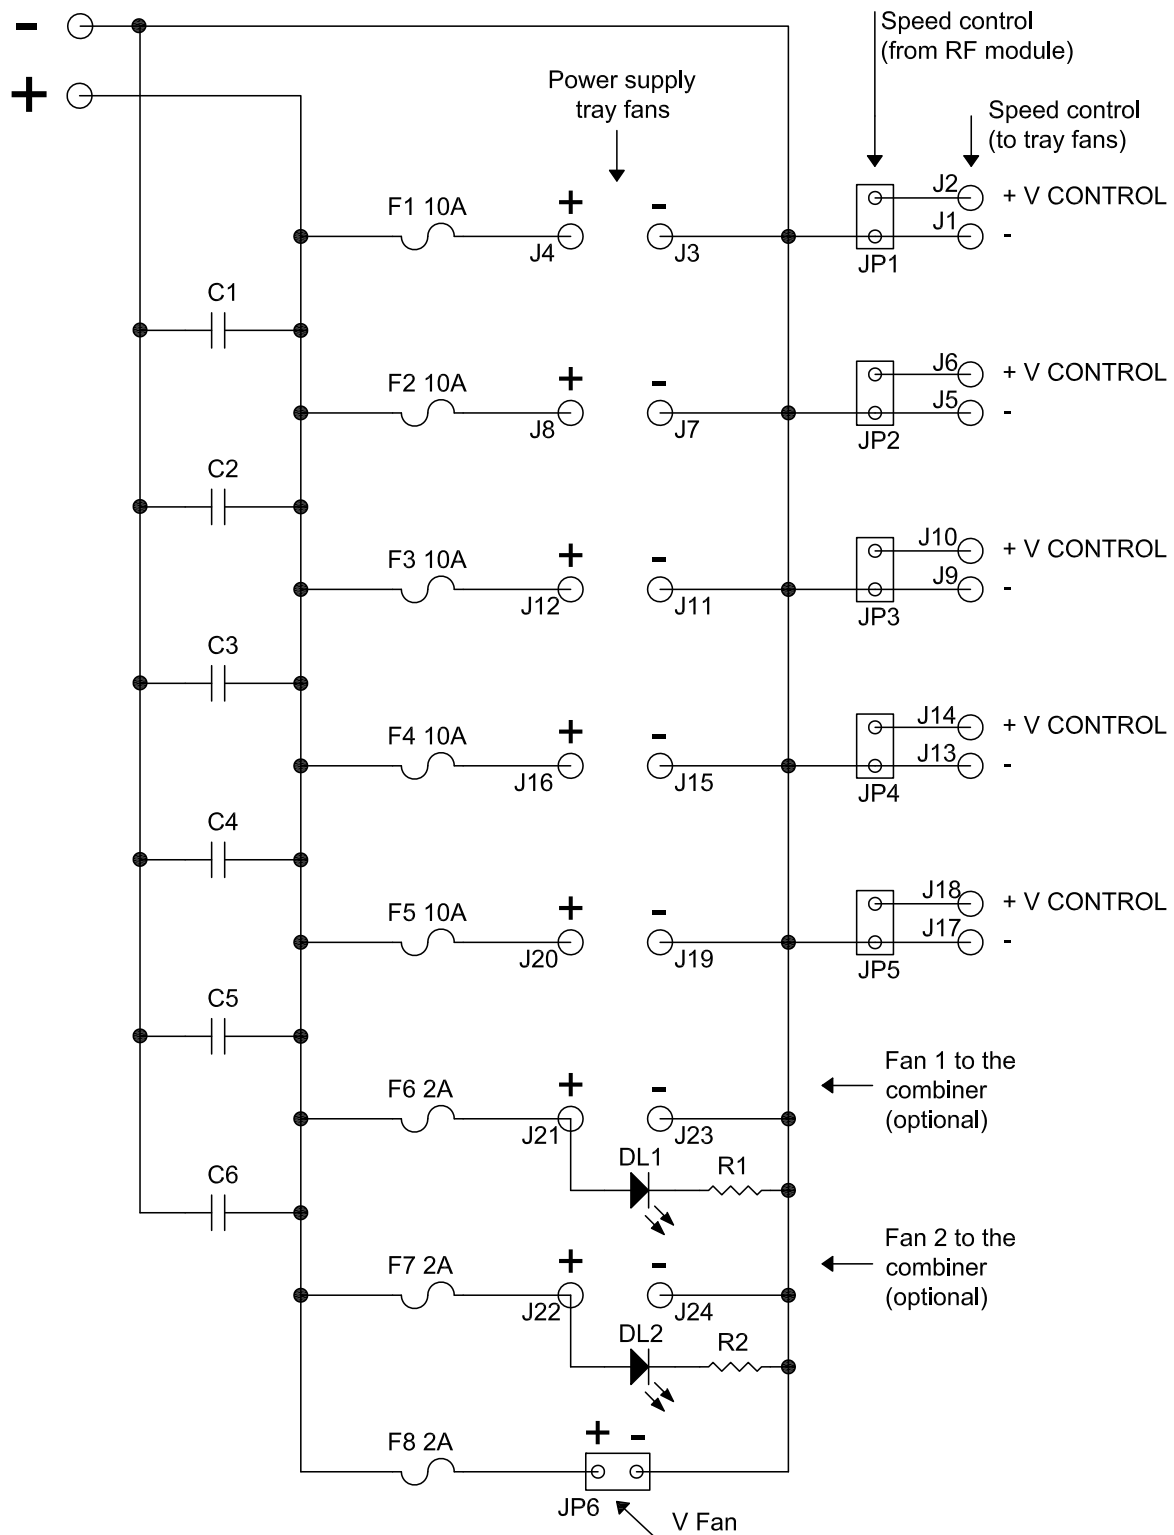 -
+
Speed control
(from RF module)
Power supply
tray fans
Speed control
(to tray fans)
F1 10A
+
-
J4
J3
J2
+ V CONTROL
J1
-
JP1
C1
F2 10A
+
-
J8
J7
J6
+ V CONTROL
J5
-
JP2
C2
F3 10A
+
-
J12
J11
J10
+ V CONTROL
J9
-
JP3
C3
F4 10A
+
-
J16
J15
J14
+ V CONTROL
J13
-
JP4
C4
F5 10A
+
-
J20
J19
J18
+ V CONTROL
J17
-
JP5
C5
F6 2A
+
-
J21
J23
Fan 1 to the
combiner
(optional)
DL1
R1
C6
F7 2A
+
-
J22
J24
Fan 2 to the
combiner
(optional)
DL2
R2
F8 2A
+ -
JP6
V Fan